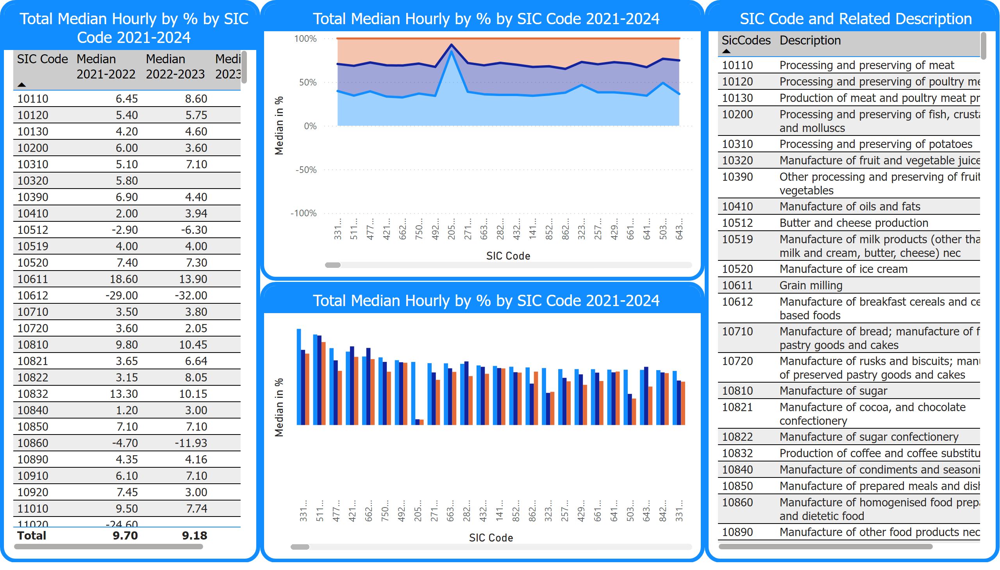 Total Median Hourly by % by SIC
Code 2021-2024
SIC Code Median Median Medi
2021-2022 2022-2023 2023
10110 6.45 8.60
10120 5.40 5.75
10130 4.20 4.60
10200 6.00 3.60
10310 5.10 7.10
10320 5.80
10390 6.90 4.40
10410 2.00 3.94
10512 -2.90 -6.30
10519 4.00 4.00
10520 7.40 7.30
10611 18.60 13.90
10612 -29.00 -32.00
10710 3.50 3.80
10720 3.60 2.05
10810 9.80 10.45
10821 3.65 6.64
10822 3.15 8.05
10832 13.30 10.15
10840 1.20 3.00
10850 7.10 7.10
10860 -4.70 -11.93
10890 4.35 4.16
10910 6.10 7.10
10920 7.45 3.00
11010 9.50 7.74
11020 -24.60
Total 9.70 9.18
Total Median Hourly by % by SIC Code 2021-2024
100%
50%
0%
-50%
-100%
Median in %
331... 511... 477... 421... 662... 750... 492... 205... 271... 663... 282... 432... 141... 852... 862... 323... 257... 429... 661... 641... 503... 643...
SIC Code
Total Median Hourly by % by SIC Code 2021-2024
Median in %
331... 511... 477... 421... 662... 750... 492... 205... 271... 663... 282... 432... 141... 852... 862... 323... 257... 429... 661... 641... 503... 643... 842... 331...
SIC Code
SIC Code and Related Description
SicCodes Description
10110 Processing and preserving of meat
10120 Processing and preserving of poultry me
10130 Production of meat and poultry meat pr
10200 Processing and preserving of fish, crusta
and molluscs
10310 Processing and preserving of potatoes
10320 Manufacture of fruit and vegetable juice
10390 Other processing and preserving of fruit
vegetables
10410 Manufacture of oils and fats
10512 Butter and cheese production
10519 Manufacture of milk products (other tha
milk and cream, butter, cheese) nec
10520 Manufacture of ice cream
10611 Grain milling
10612 Manufacture of breakfast cereals and ce
based foods
10710 Manufacture of bread; manufacture of f
pastry goods and cakes
10720 Manufacture of rusks and biscuits; manu
of preserved pastry goods and cakes
10810 Manufacture of sugar
10821 Manufacture of cocoa, and chocolate
confectionery
10822 Manufacture of sugar confectionery
10832 Production of coffee and coffee substitu
10840 Manufacture of condiments and seasoni
10850 Manufacture of prepared meals and dish
10860 Manufacture of homogenised food prepa
and dietetic food
10890 Manufacture of other food products nec